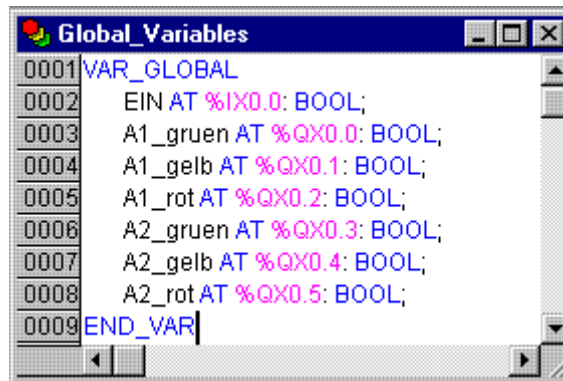 Global_Variables
0001 VAR_GLOBAL
0002 EIN AT %IX0.0: BOOL;
0003 A1_gruen AT %QX0.0: BOOL;
0004 A1_gelb AT %QX0.1: BOOL;
0005 A1_rot AT %QX0.2: BOOL;
0006 A2_gruen AT %QX0.3: BOOL;
0007 A2_gelb AT %QX0.4: BOOL;
0008 A2_rot AT %QX0.5: BOOL;
0009 END_VAR